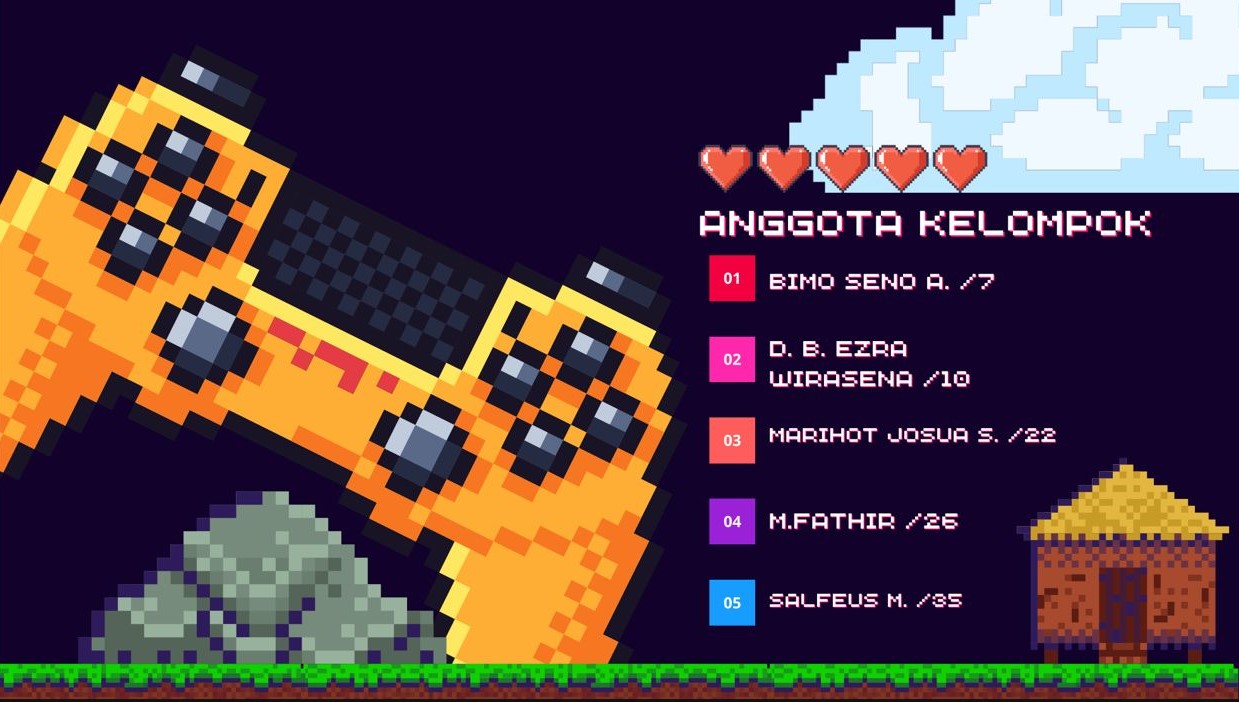 ANGGOTA KELOMPOK
01 BIMO SENO A. /7
02 D. B. EZRA
WIRASENA /10
03 MARIHOT JOSUA S. /22
04 M.FATHIR /26
05 SALFEUS M. /35